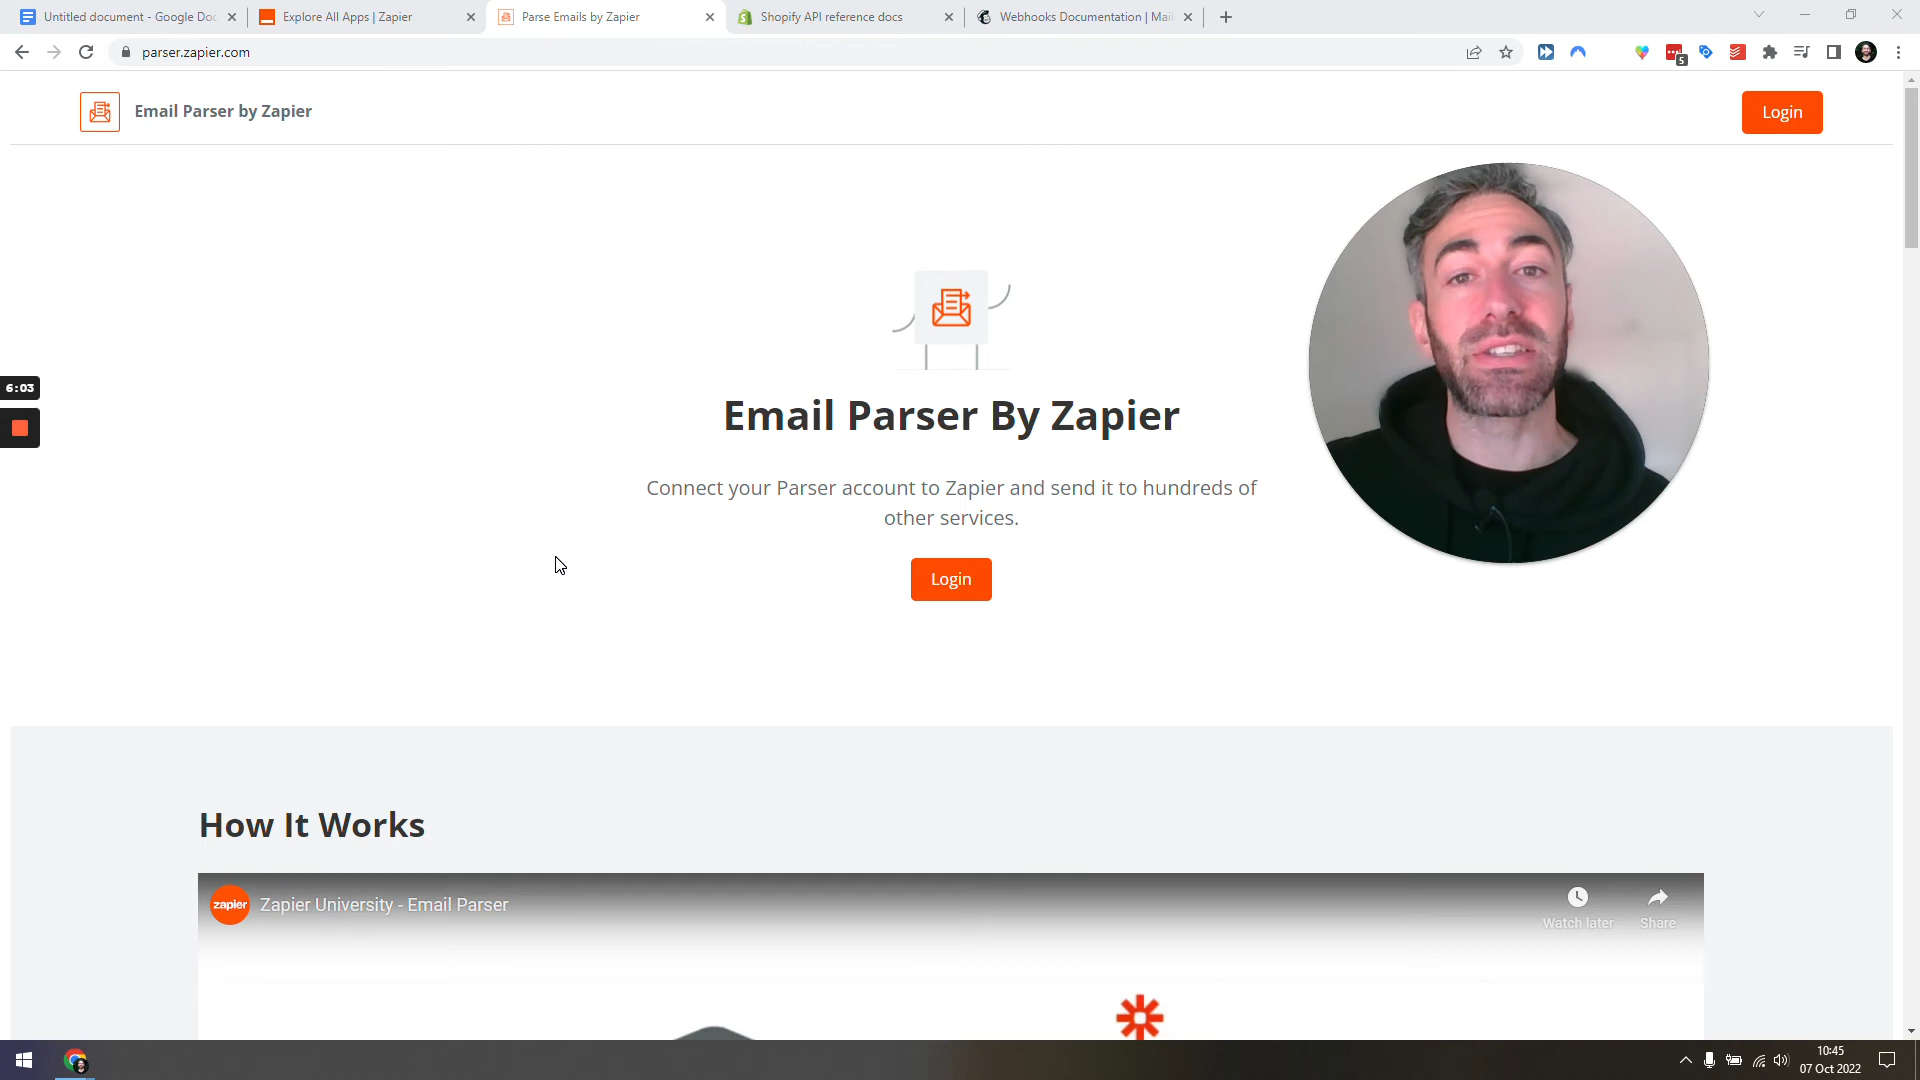 Untitled document - Google Doc
Explore All Apps | Zapier
Parse Emails by Zapier
Shopify API reference docs
Webhooks Documentation | Mail
parser.zapier.com
5
Email Parser by Zapier
Login
6:03
Email Parser By Zapier
Connect your Parser account to Zapier and send it to hundreds of
other services.
Login
How It Works
zapier
Zapier University - Email Parser
Watch later
Share
10:45
07 Oct 2022